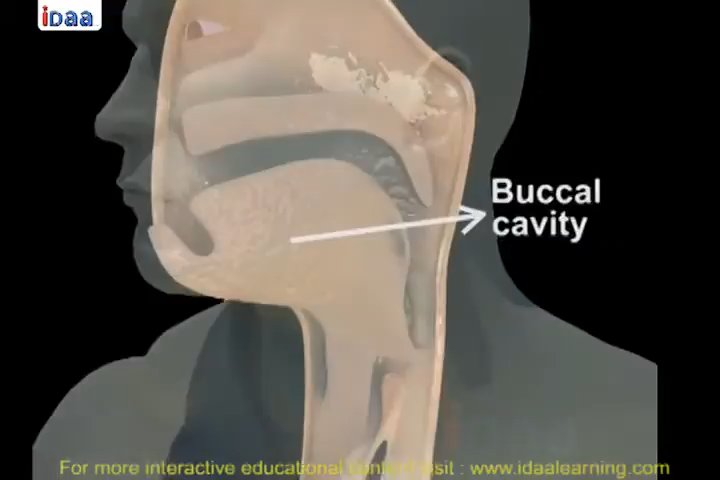 iDaa
Buccal
cavity
For more interactive educational content visit : www.idaalearning.com